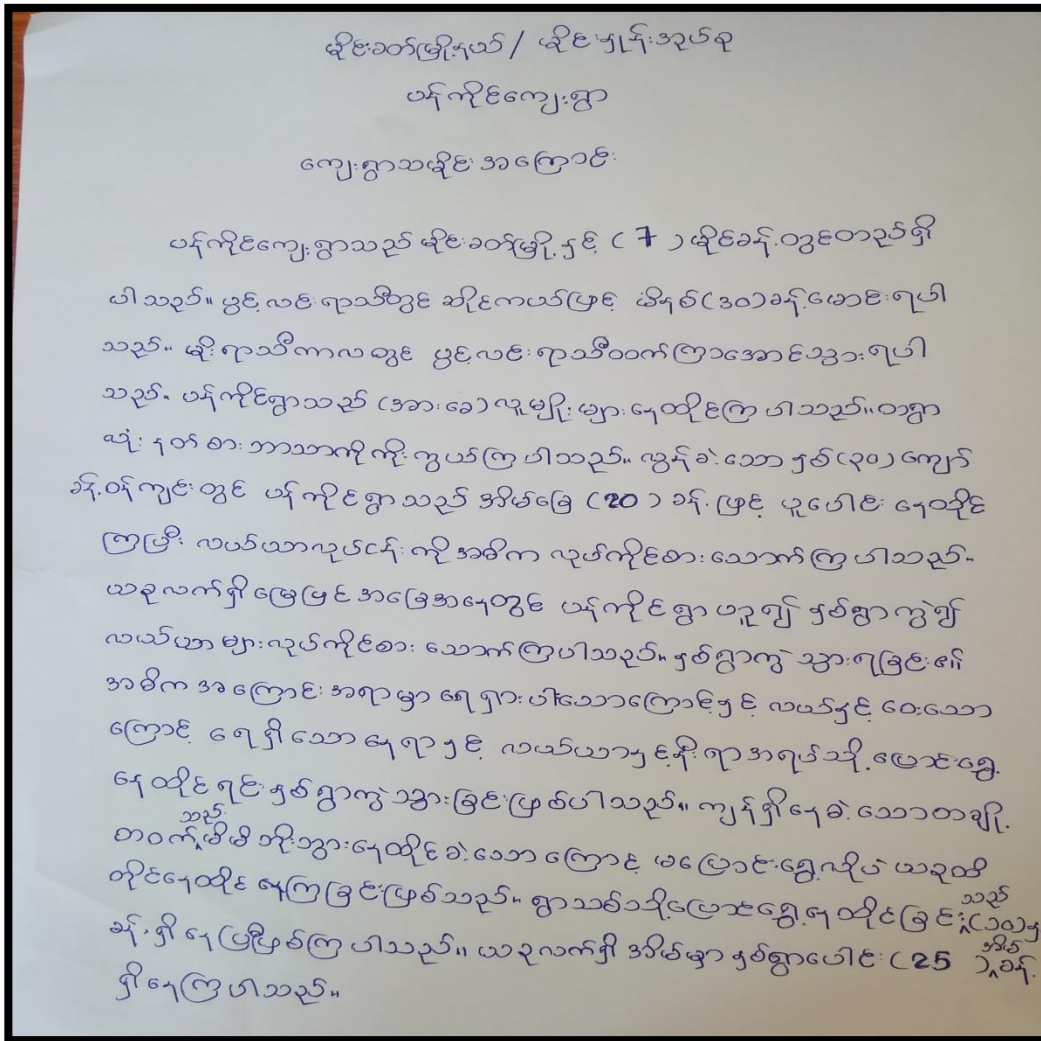 မိုင်းခတ်မြို့နယ် / မိုင်းႁုန်းအုပ်စု
ပန်ကိုင်ကျေးရွာ
ကျေးရွာသမိုင်းအကြောင်း
ပန်ကိုင်ကျေးရွာသည် မိုင်းခတ်မြို့နှင့် ( 7 ) မိုင်ခန့်တွင်တည်ရှိ
ပါသည်။ ပွင့်လင်းရာသီတွင် ဆိုင်ကယ်ဖြင့် မိနစ်(၃၀)ခန့်မောင်းရပါ
သည်။ မိုးရာသီကာလတွင် ပွင့်လင်းရာသီထက်ကြာအောင်သွားရပါ
သည်။ ပန်ကိုင်ရွာသည် (အားခေ) လူမျိုးများနေထိုင်ကြပါသည်။ တရွာ
လုံး နတ်စားဘာသာကိုကိုးကွယ်ကြပါသည်။ လွန်ခဲ့သော နှစ်(၃၀)ကျော်
ခန့်ဝန်ကျင်းတွင် ပန်ကိုင်ရွာသည် အိမ်ခြေ (20) ခန့်ဖြင့် ပူပေါင်းနေထိုင်
ကြပြီး လယ်ယာလုပ်ငန်းကိုအဓိက လုပ်ကိုင်စားသောက်ကြပါသည်။
ယခုလက်ရှိမြေပြင်အခြေအနေတွင် ပန်ကိုင်ရွာဟူ၍ နှစ်ရွာကွဲ၍
လယ်ယာများလုပ်ကိုင်စားသောက်ကြပါသည်။ နှစ်ရွာကွဲသွားရခြင်း၏
အဓိကအကြောင်းအရာမှာ ရေရှားပါးသောကြောင့်နှင့် လယ်နှင့်ဝေးသော
ကြောင့် ရေရှိသောနေရာနှင့် လယ်ယာနှင့်နီးရာအရပ်သို့ပြောင်းရွှေ့
နေထိုင်ရင်းနှစ်ရွာကွဲသွားခြင်းဖြစ်ပါသည်။ ကျန်ရှိနေခဲ့သောတချို့
တဝက်သည် မိမိဘိုးဘွားနေထိုင်ခဲ့သောကြောင့် မပြောင်းရွှေ့လိုပဲ ယခုထိ
တိုင်နေထိုင်နေကြခြင်းဖြစ်သည်။ ရွာသစ်သို့ပြောင်းရွှေ့နေထိုင်ခြင်းသည် (၁၀)နှ
ခန့်ရှိနေပြီဖြစ်ကြပါသည်။ ယခုလက်ရှိအိမ်မှာ နှစ်ရွာပေါင်း (25) အိမ်ခန့်
ရှိနေကြပါသည်။